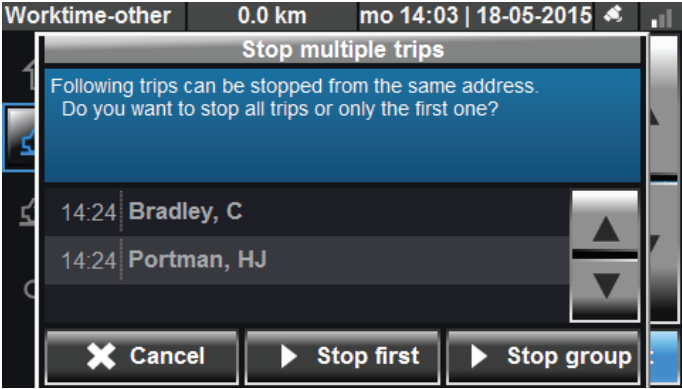 Worktime-other 0.0 km mo 14:03 | 18-05-2015
Stop multiple trips
Following trips can be stopped from the same address.
Do you want to stop all trips or only the first one?
14:24 Bradley, C
14:24 Portman, HJ
Cancel Stop first Stop group